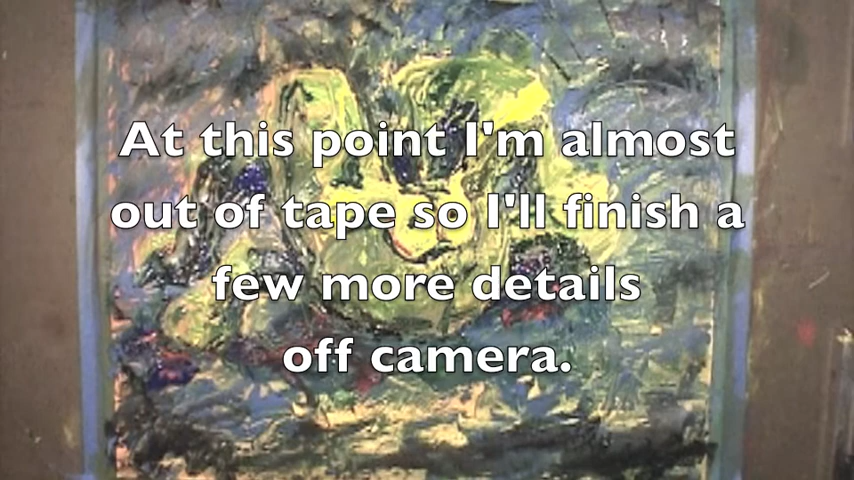 At this point I'm almost
out of tape so I'll finish a
few more details
off camera.